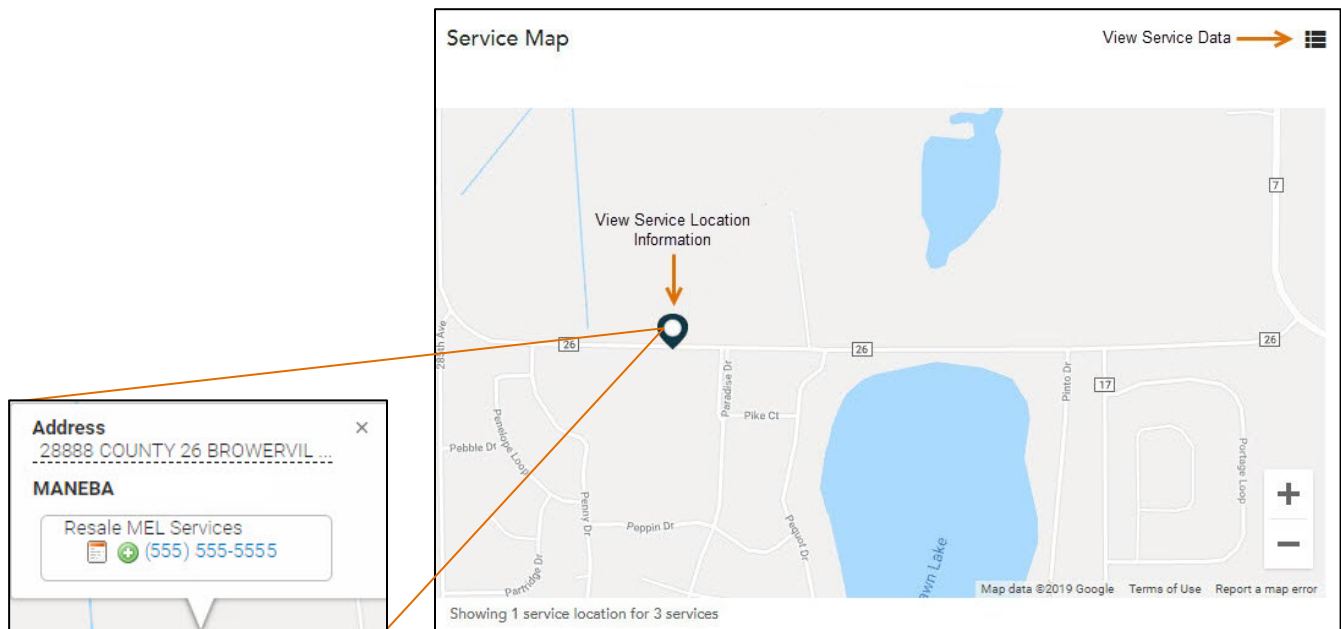 Service Map
View Service Data
7
View Service Location
Information
285th Ave
26
26
26
17
Paradise Dr
Pinto Dr
Pike Ct
Penelope Loop
Pebble Dr
Portage Loop
Penny Dr
Peppin Dr
Pequot Dr
Partridge Dr
awn Lake
+
−
Map data ©2019 Google Terms of Use Report a map error
Showing 1 service location for 3 services
Address ×
28888 COUNTY 26 BROWERVIL ...
MANEBA
Resale MEL Services
(555) 555-5555